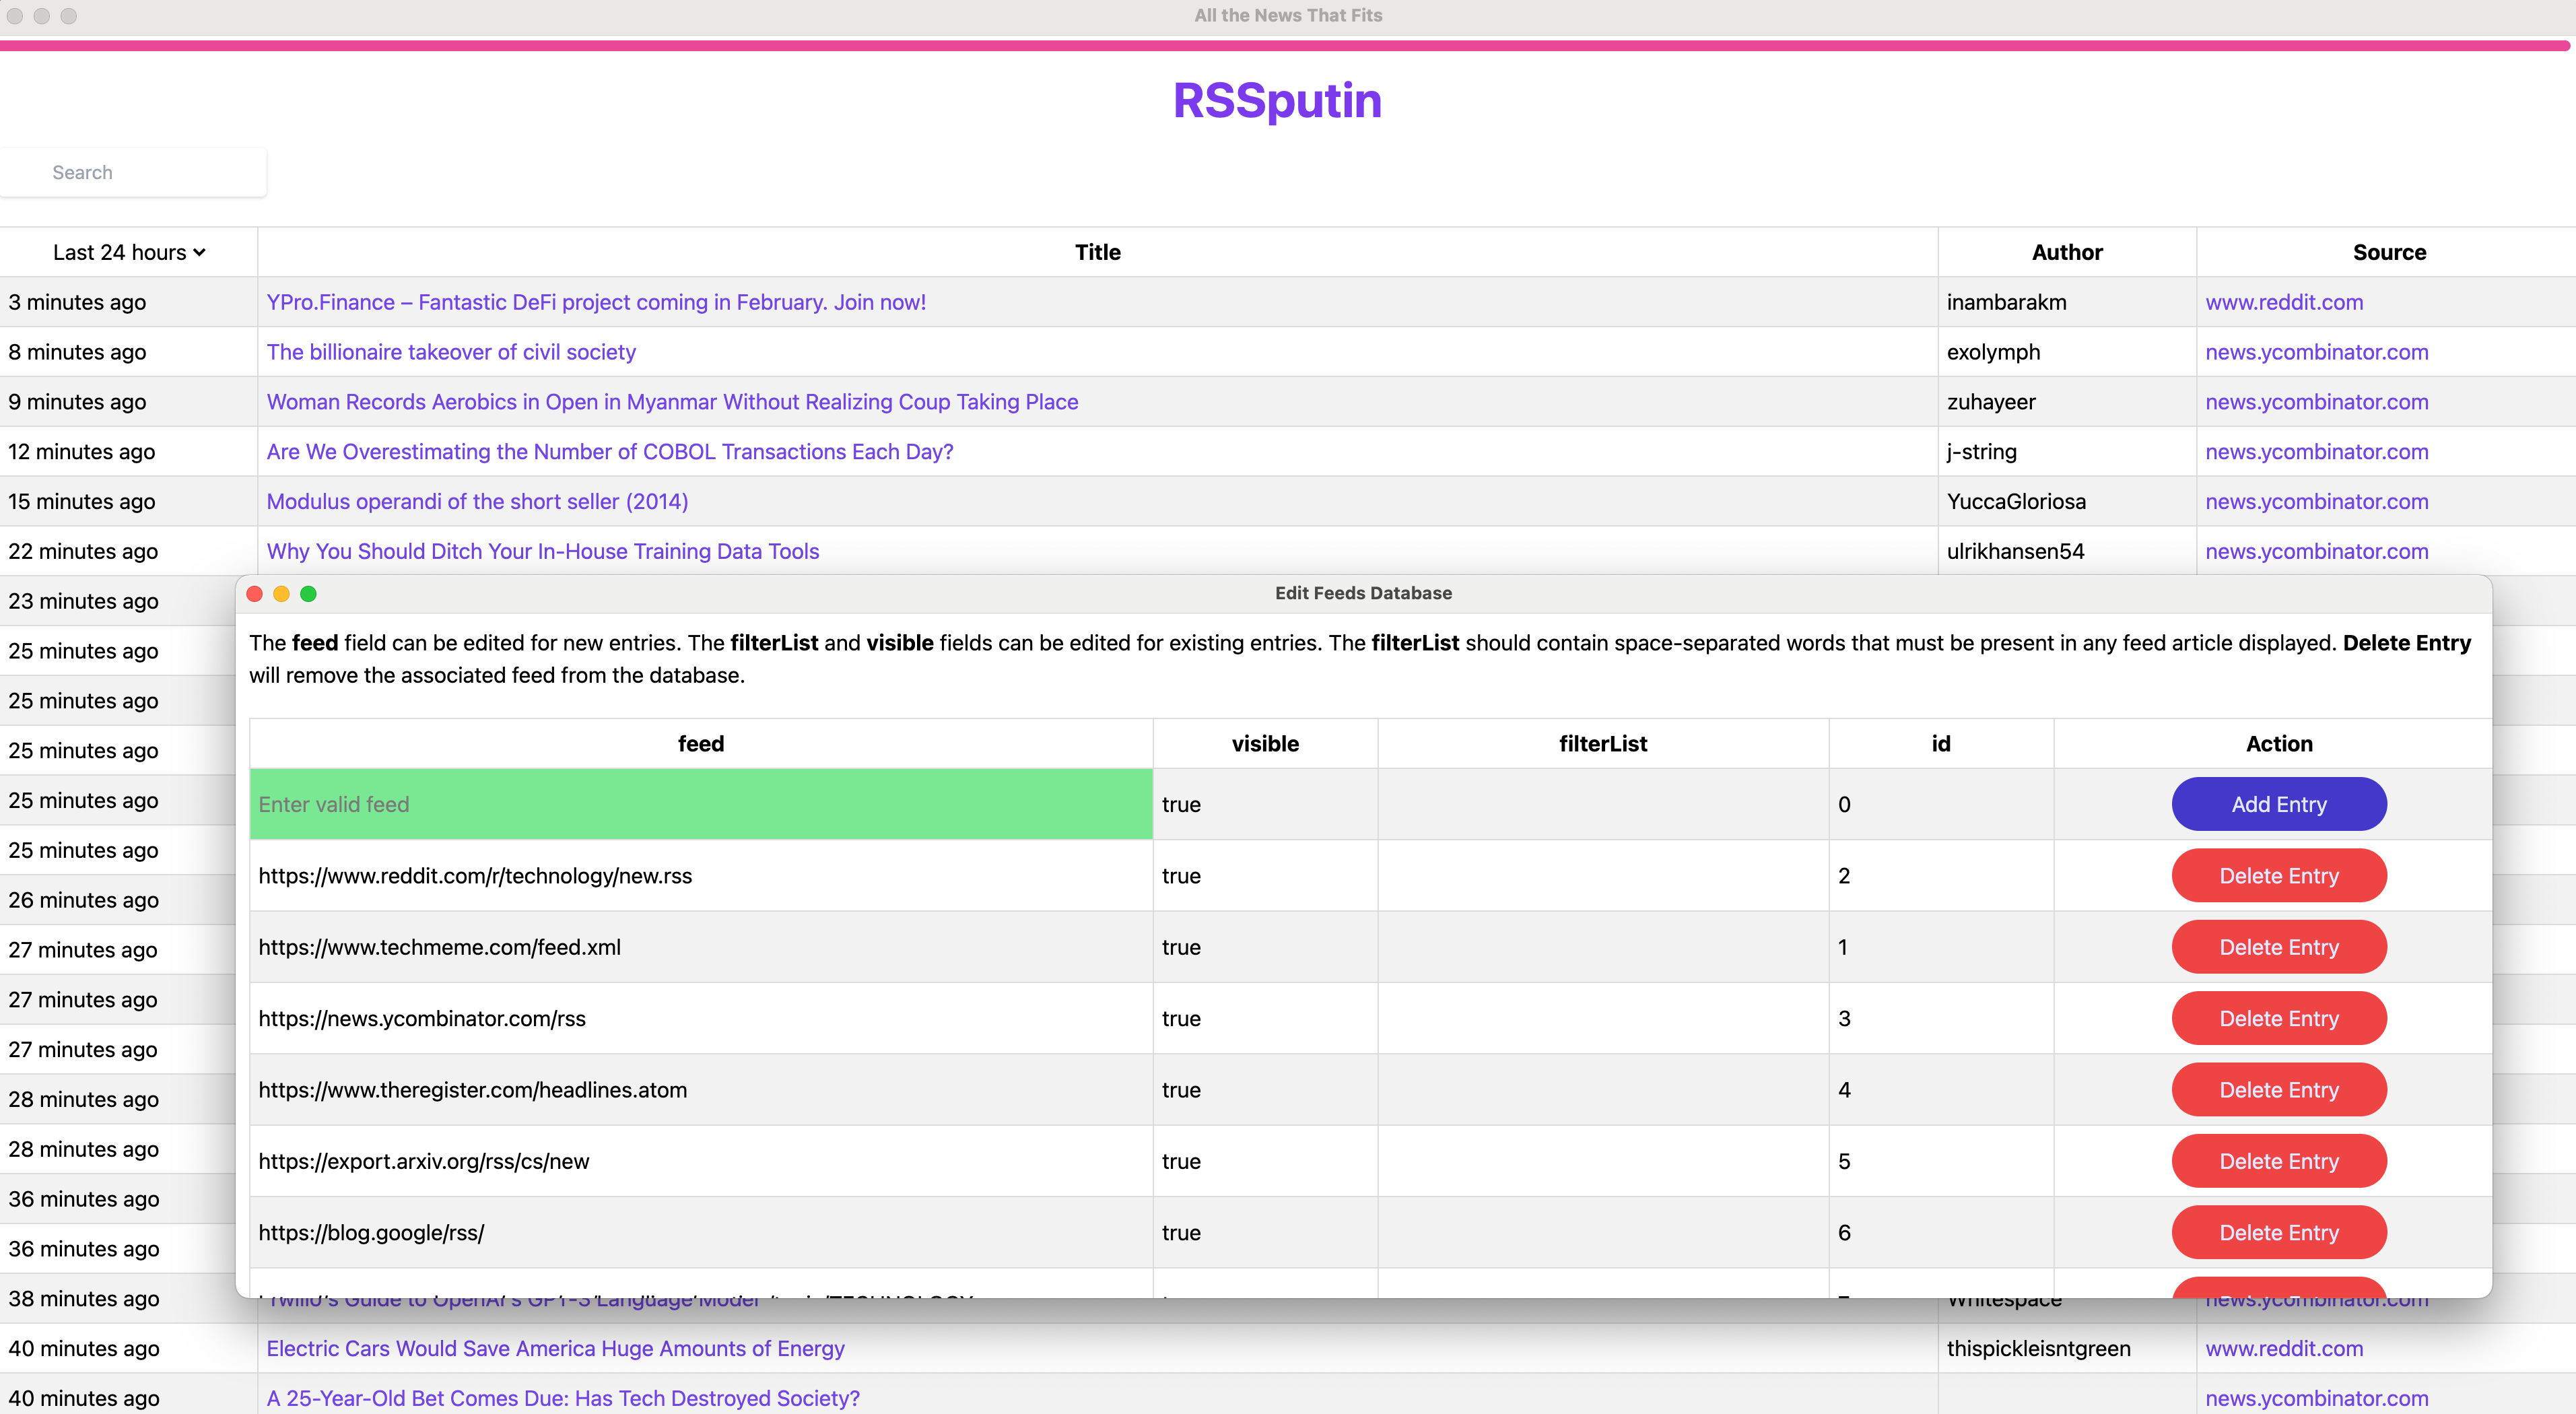 All the News That Fits
RSSputin
Search
Last 24 hours Title Author Source
3 minutes ago YPro.Finance – Fantastic DeFi project coming in February. Join now! inambarakm www.reddit.com
8 minutes ago The billionaire takeover of civil society exolymph news.ycombinator.com
9 minutes ago Woman Records Aerobics in Open in Myanmar Without Realizing Coup Taking Place zuhayeer news.ycombinator.com
12 minutes ago Are We Overestimating the Number of COBOL Transactions Each Day? j-string news.ycombinator.com
15 minutes ago Modulus operandi of the short seller (2014) YuccaGloriosa news.ycombinator.com
22 minutes ago Why You Should Ditch Your In-House Training Data Tools ulrikhansen54 news.ycombinator.com
23 minutes ago
25 minutes ago
25 minutes ago
25 minutes ago
25 minutes ago
25 minutes ago
26 minutes ago
27 minutes ago
27 minutes ago
27 minutes ago
28 minutes ago
28 minutes ago
36 minutes ago
36 minutes ago
Edit Feeds Database
The feed field can be edited for new entries. The filterList and visible fields can be edited for existing entries. The filterList should contain space-separated words that must be present in any feed article displayed. Delete Entry
will remove the associated feed from the database.
feed visible filterList id Action
Enter valid feed true 0 Add Entry
https://www.reddit.com/r/technology/new.rss true 2 Delete Entry
https://www.techmeme.com/feed.xml true 1 Delete Entry
https://news.ycombinator.com/rss true 3 Delete Entry
https://www.theregister.com/headlines.atom true 4 Delete Entry
https://export.arxiv.org/rss/cs/new true 5 Delete Entry
https://blog.google/rss/ true 6 Delete Entry
38 minutes ago Guide to OpenAI's GPT-3 Language Model Whitespace news.ycombinator.com
40 minutes ago Electric Cars Would Save America Huge Amounts of Energy thispickleisntgreen www.reddit.com
40 minutes ago A 25-Year-Old Bet Comes Due: Has Tech Destroyed Society? news.ycombinator.com